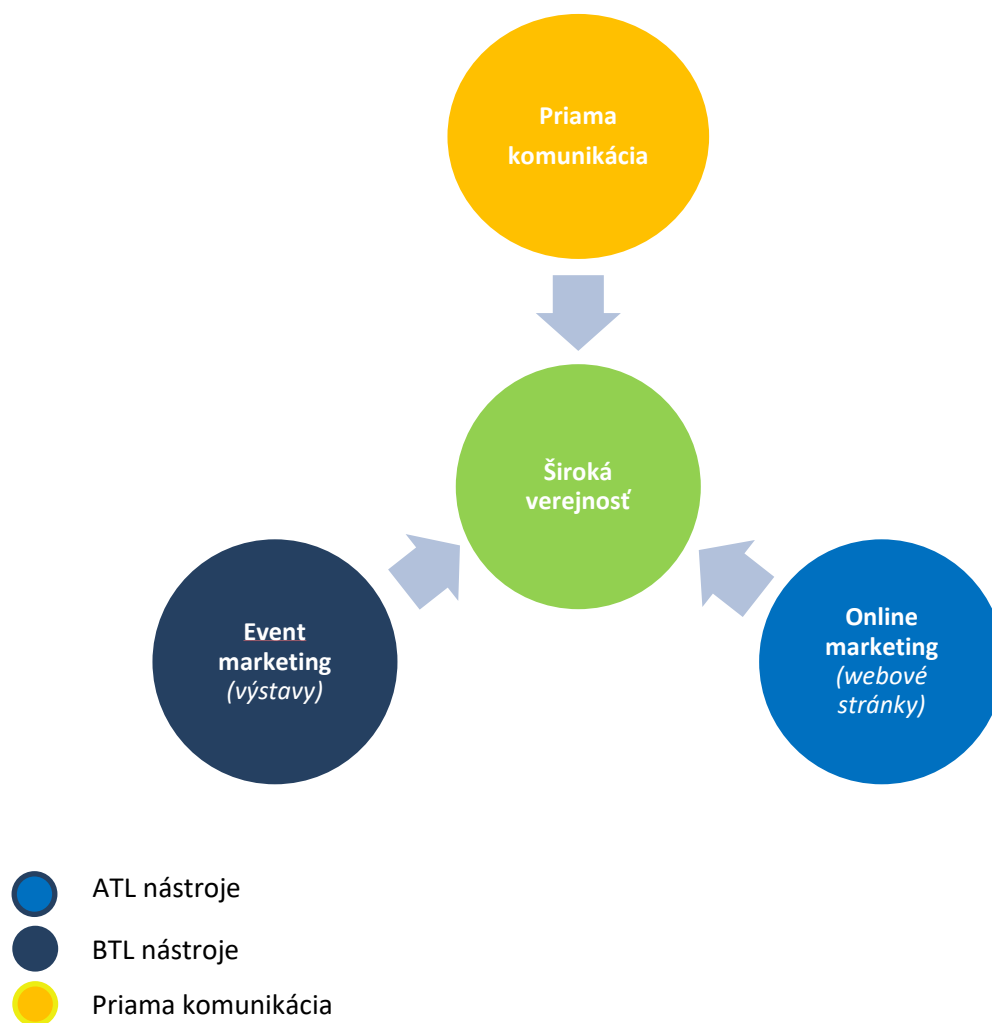 Priama
komunikácia
Široká
verejnosť
Event
marketing
(výstavy)
Online
marketing
(webové
stránky)
ATL nástroje
BTL nástroje
Priama komunikácia